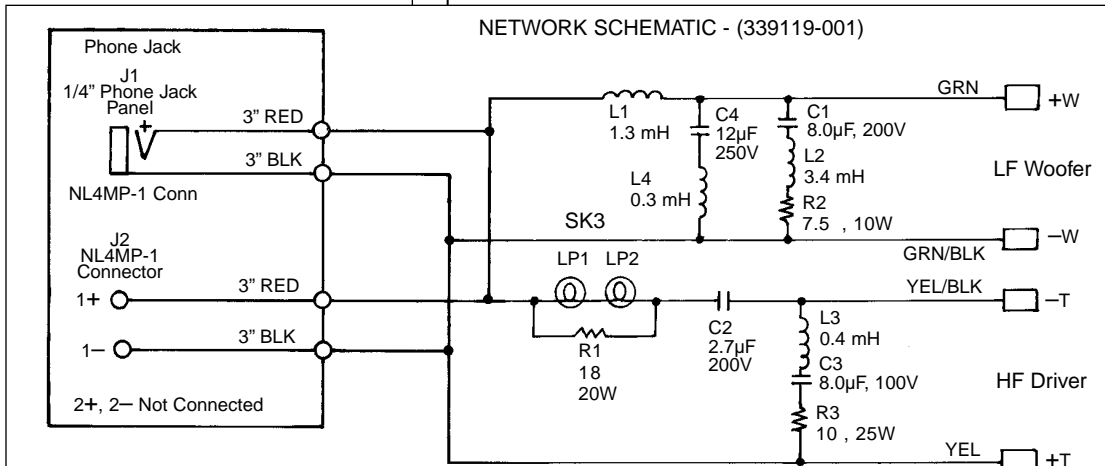 NETWORK SCHEMATIC - (339119-001)
Phone Jack
J1
1/4” Phone Jack
Panel
+
3” RED
3” BLK
NL4MP-1 Conn
J2
NL4MP-1
Connector
1+
3” RED
1–
3” BLK
2+, 2– Not Connected
L1
1.3 mH
C4
12µF
250V
L4
0.3 mH
C1
8.0µF, 200V
L2
3.4 mH
R2
7.5 , 10W
GRN
+W
LF Woofer
–W
GRN/BLK
SK3
LP1
LP2
R1
18
20W
C2
2.7µF
200V
YEL/BLK
–T
L3
0.4 mH
C3
8.0µF, 100V
R3
10 , 25W
HF Driver
YEL
+T